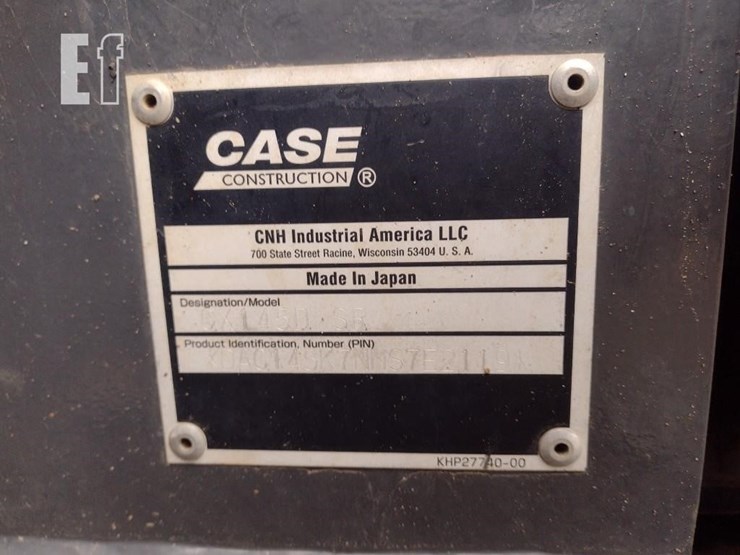 Ef
CASE
CONSTRUCTION ®
CNH Industrial America LLC
700 State Street Racine, Wisconsin 53404 U. S. A.
Made In Japan
Designation/Model
SR
Product Identification, Number (PIN)
KHP27740-00